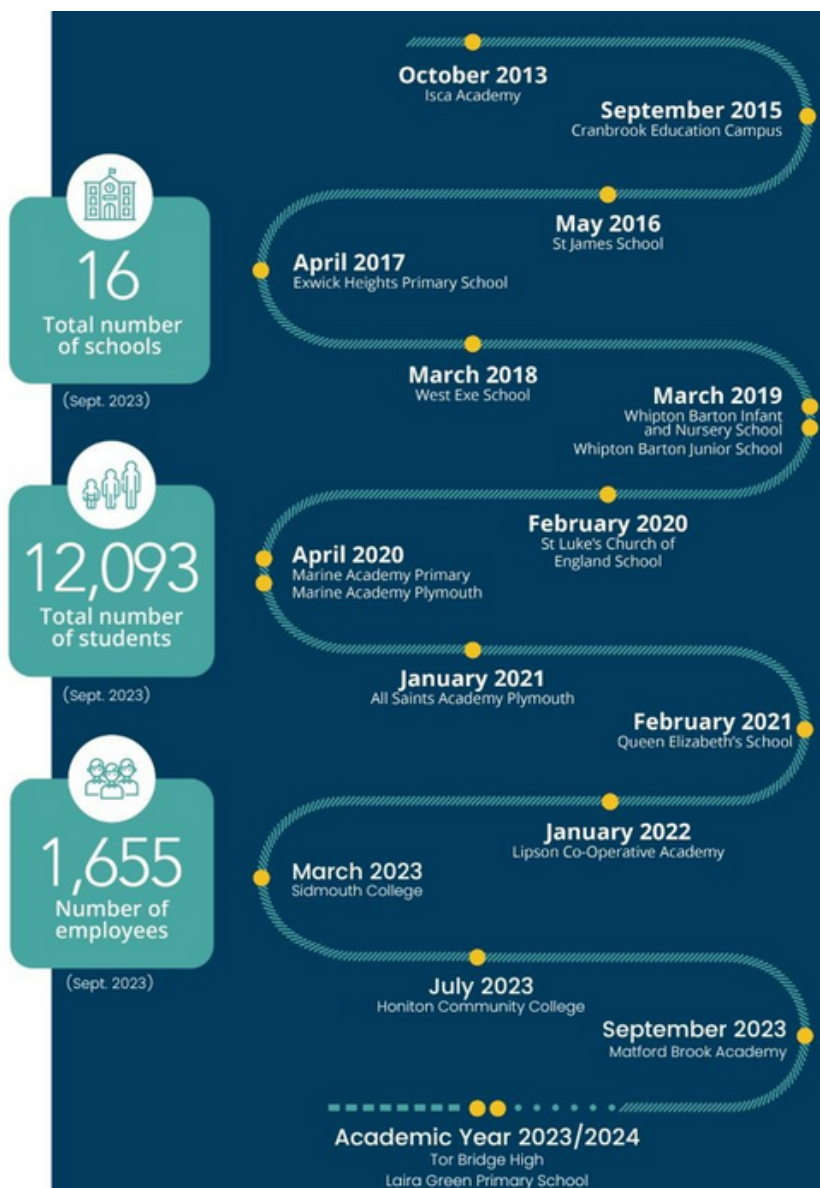 October 2013
Isca Academy
September 2015
Cranbrook Education Campus
May 2016
St James School
April 2017
Exwick Heights Primary School
March 2018
West Exe School
March 2019
Whipton Barton Infant
and Nursery School
Whipton Barton Junior School
February 2020
St Luke's Church of
England School
April 2020
Marine Academy Primary
Marine Academy Plymouth
January 2021
All Saints Academy Plymouth
February 2021
Queen Elizabeth's School
January 2022
Lipson Co-Operative Academy
March 2023
Sidmouth College
July 2023
Honiton Community College
September 2023
Matford Brook Academy
Academic Year 2023/2024
Tor Bridge High
Laira Green Primary School
16
Total number
of schools
(Sept. 2023)
12,093
Total number
of students
(Sept. 2023)
1,655
Number of
employees
(Sept. 2023)